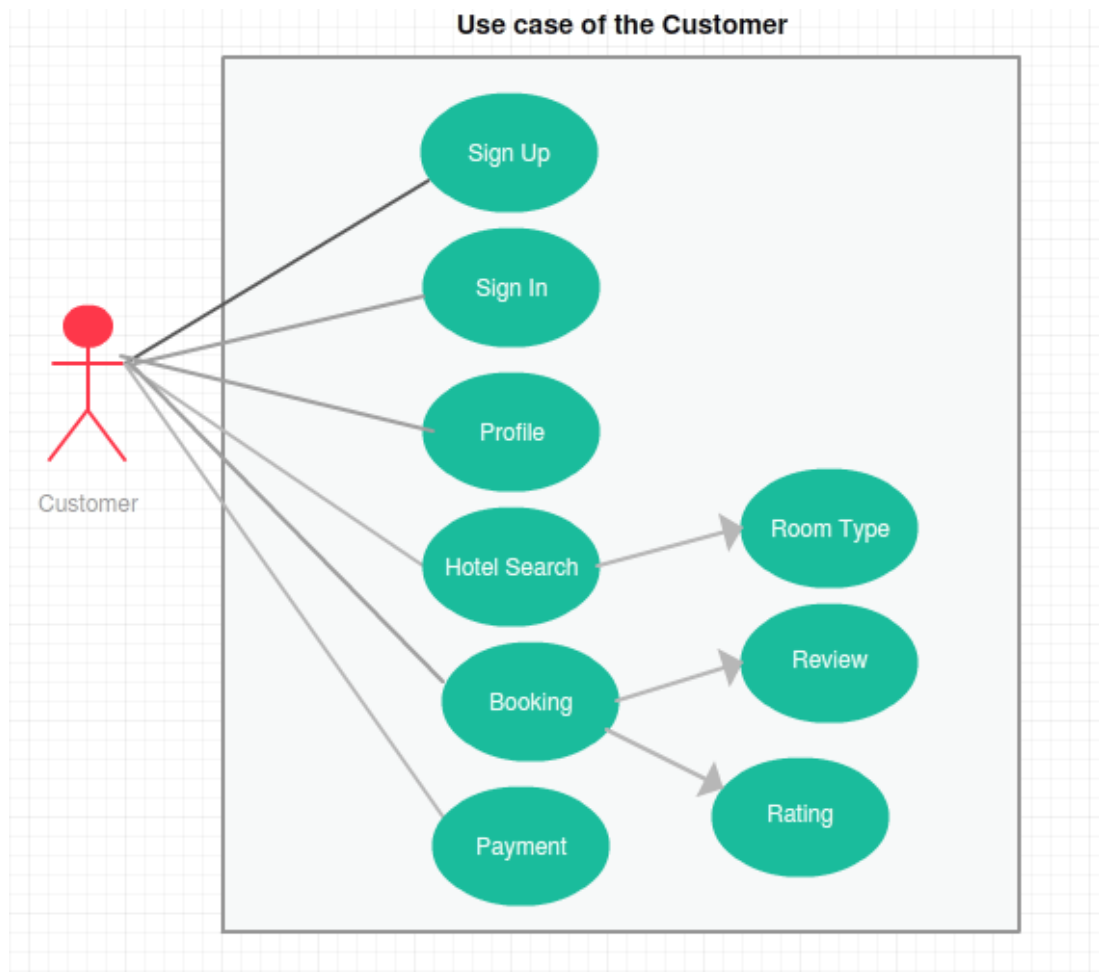 Use case of the Customer
Sign Up
Sign In
Profile
Customer
Hotel Search
Room Type
Booking
Review
Payment
Rating